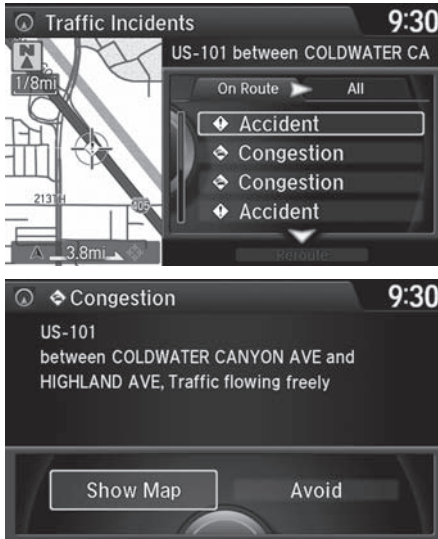 Traffic Incidents 9:30
US-101 between COLDWATER CA
N
1/8mi
On Route All
Accident
Congestion
Congestion
Accident
213TH
405
3.8mi
Reroute
Congestion 9:30
US-101
between COLDWATER CANYON AVE and
HIGHLAND AVE, Traffic flowing freely
Show Map Avoid